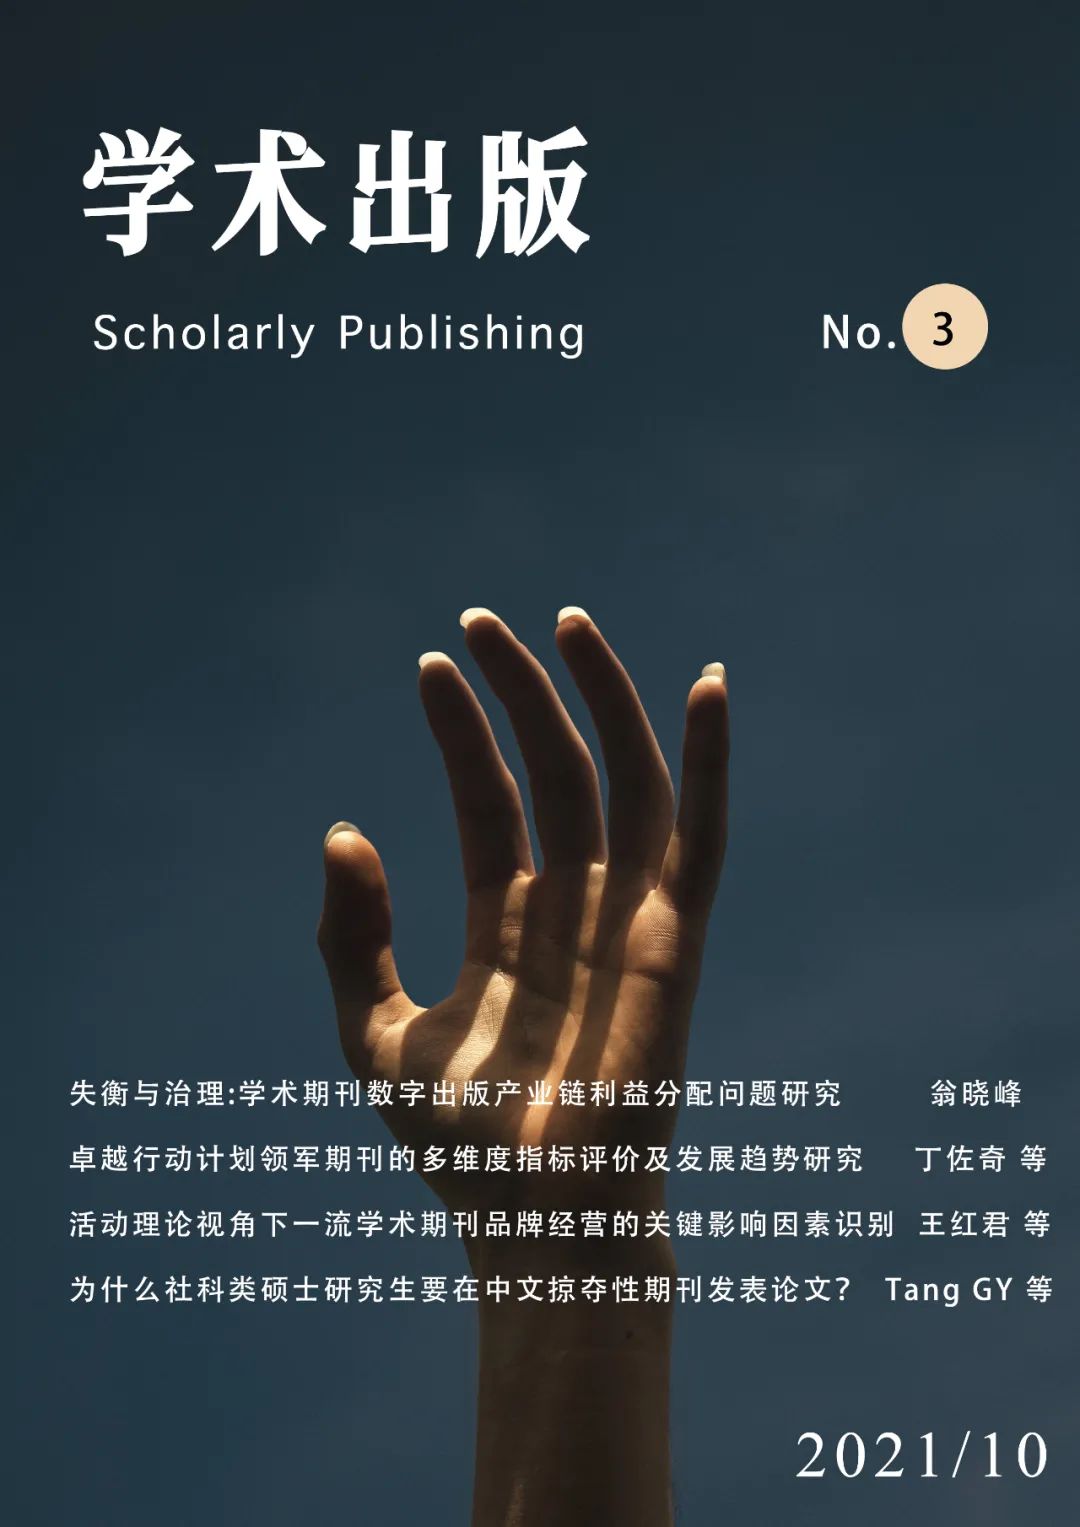 学术出版
Scholarly Publishing No. 3
失衡与治理:学术期刊数字出版产业链利益分配问题研究 翁晓峰
卓越行动计划领军期刊的多维度指标评价及发展趋势研究 丁佐奇 等
活动理论视角下一流学术期刊品牌经营的关键影响因素识别 王红君 等
为什么社科类硕士研究生要在中文掠夺性期刊发表论文? Tang GY 等
2021/10